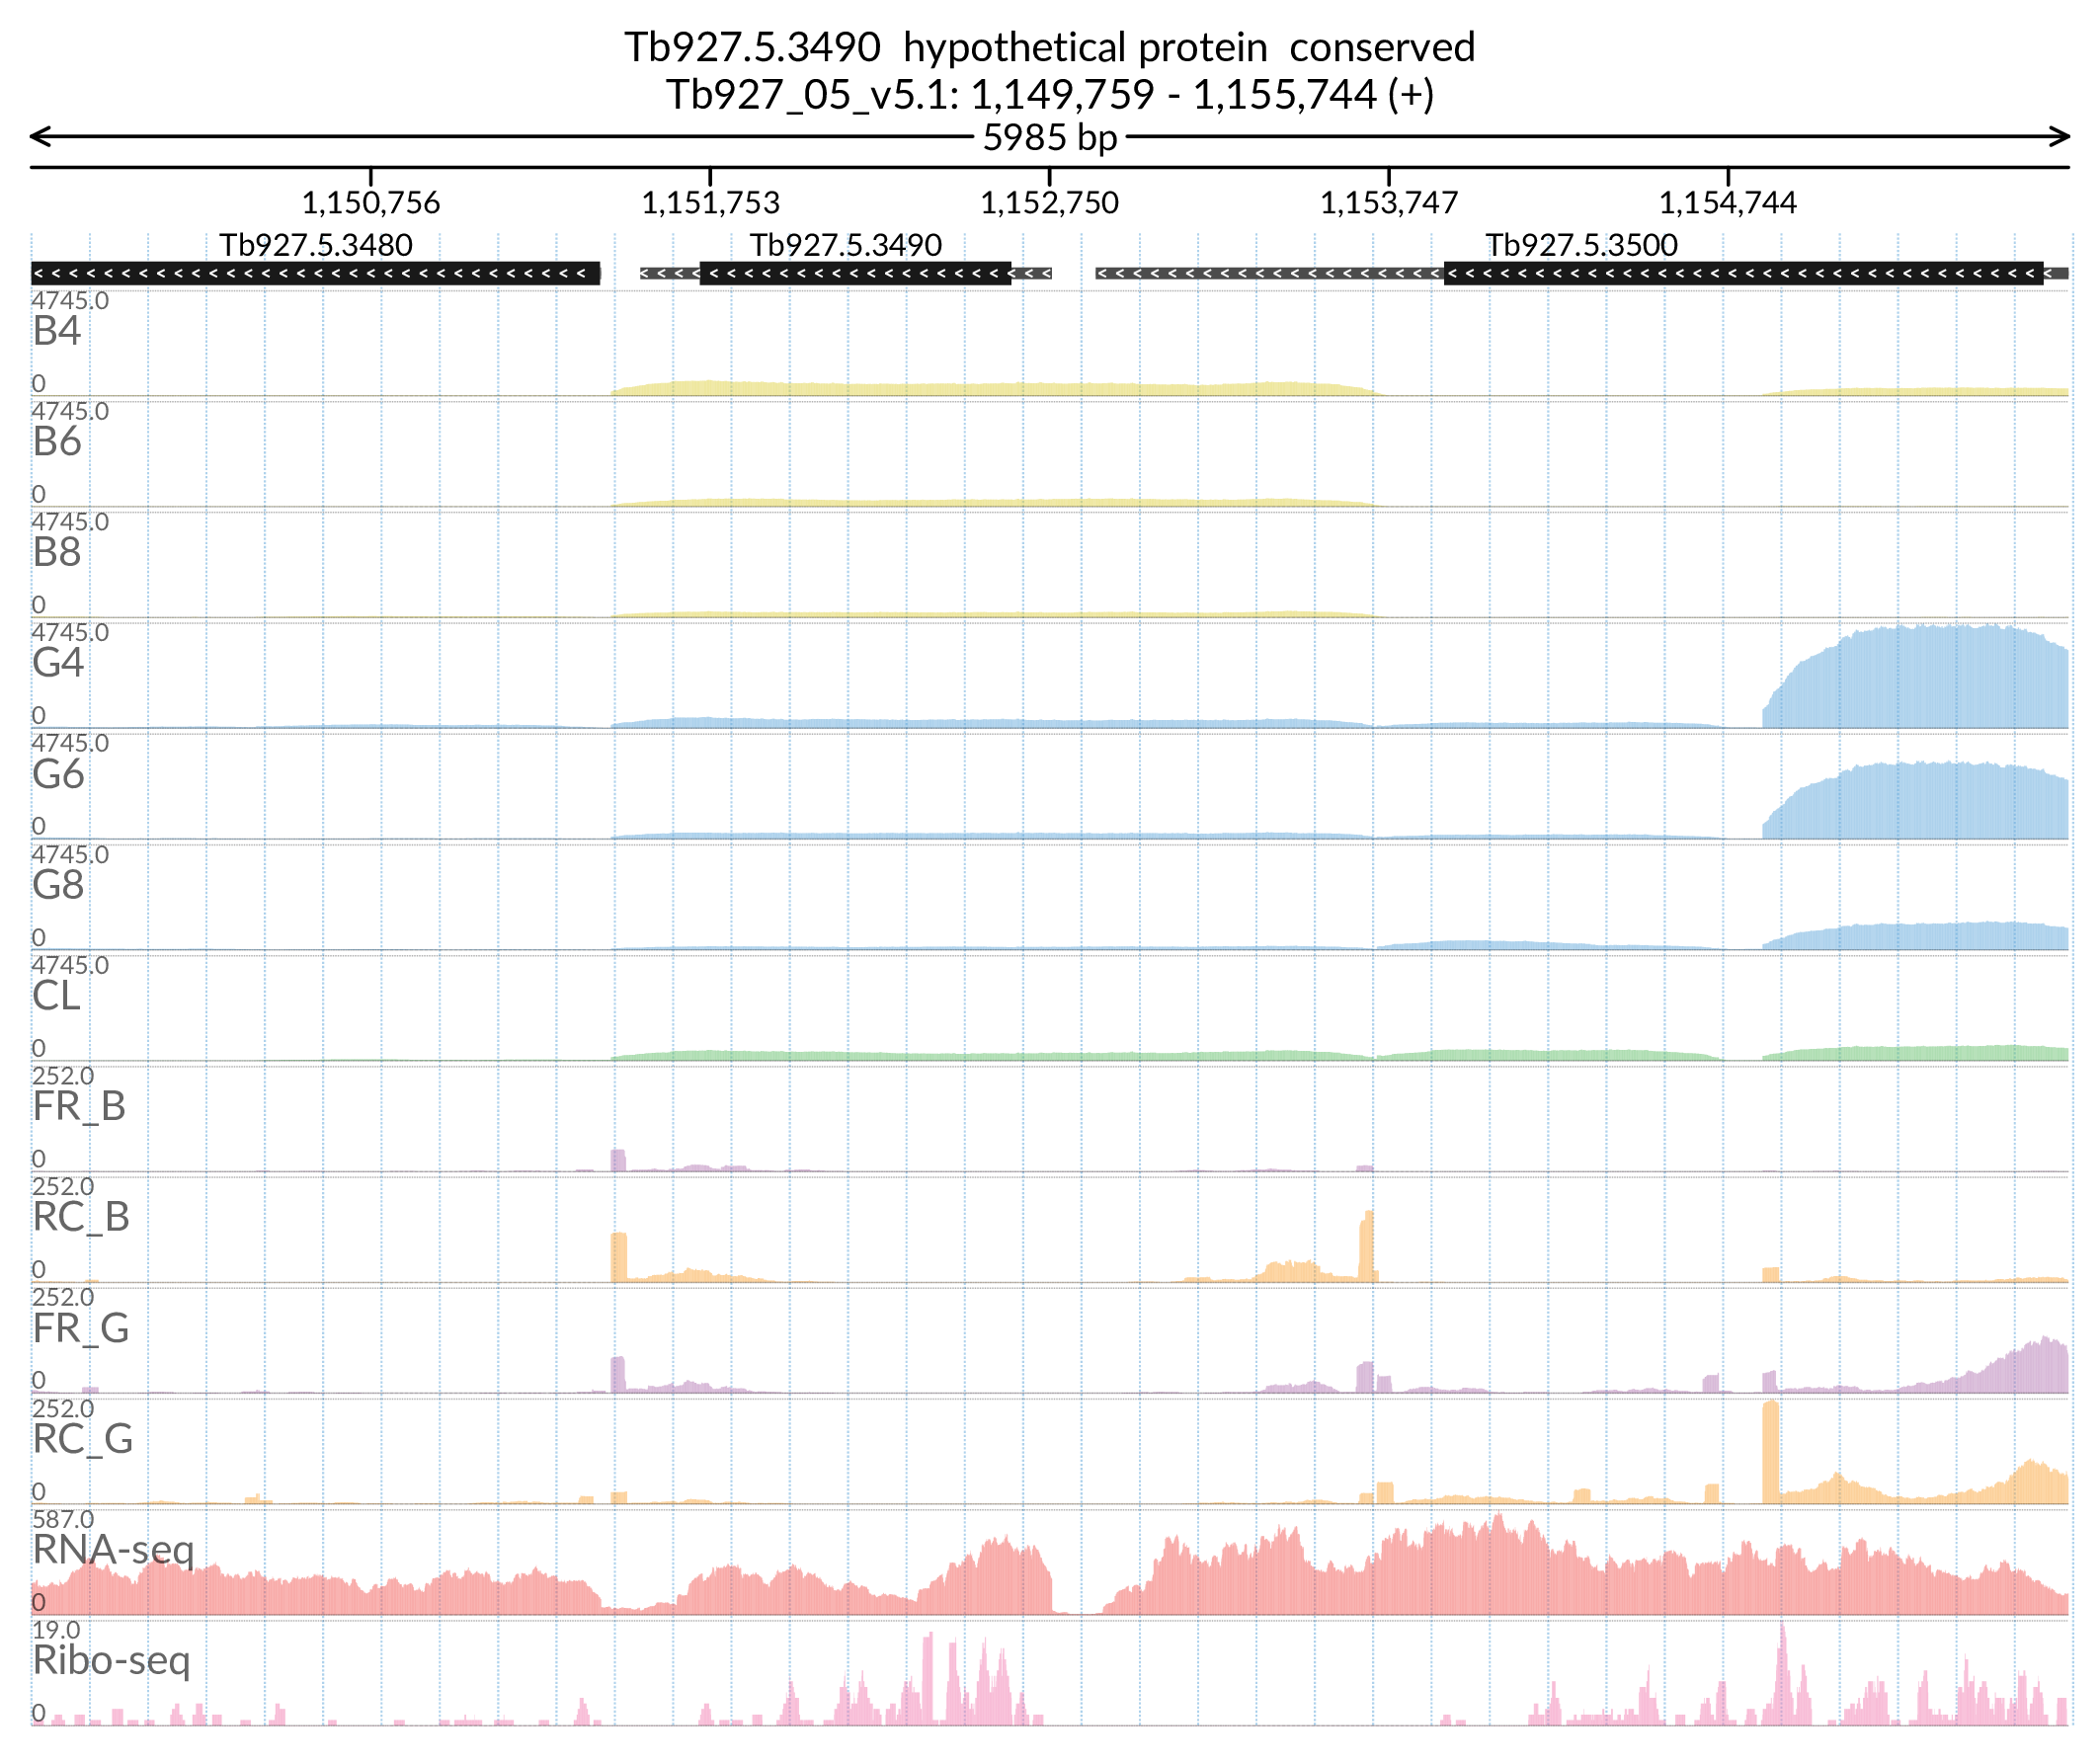 Tb927.5.3490 hypothetical protein conserved
Tb927_05_v5.1: 1,149,759 - 1,155,744 (+)
5985 bp
1,150,756 1,151,753 1,152,750 1,153,747 1,154,744
Tb927.5.3480 Tb927.5.3490 Tb927.5.3500
4745.0
B4
0
4745.0
B6
0
4745.0
B8
0
4745.0
G4
0
4745.0
G6
0
4745.0
G8
0
4745.0
CL
0
252.0
FR_B
0
252.0
RC_B
0
252.0
FR_G
0
252.0
RC_G
0
587.0
RNA-seq
0
19.0
Ribo-seq
0